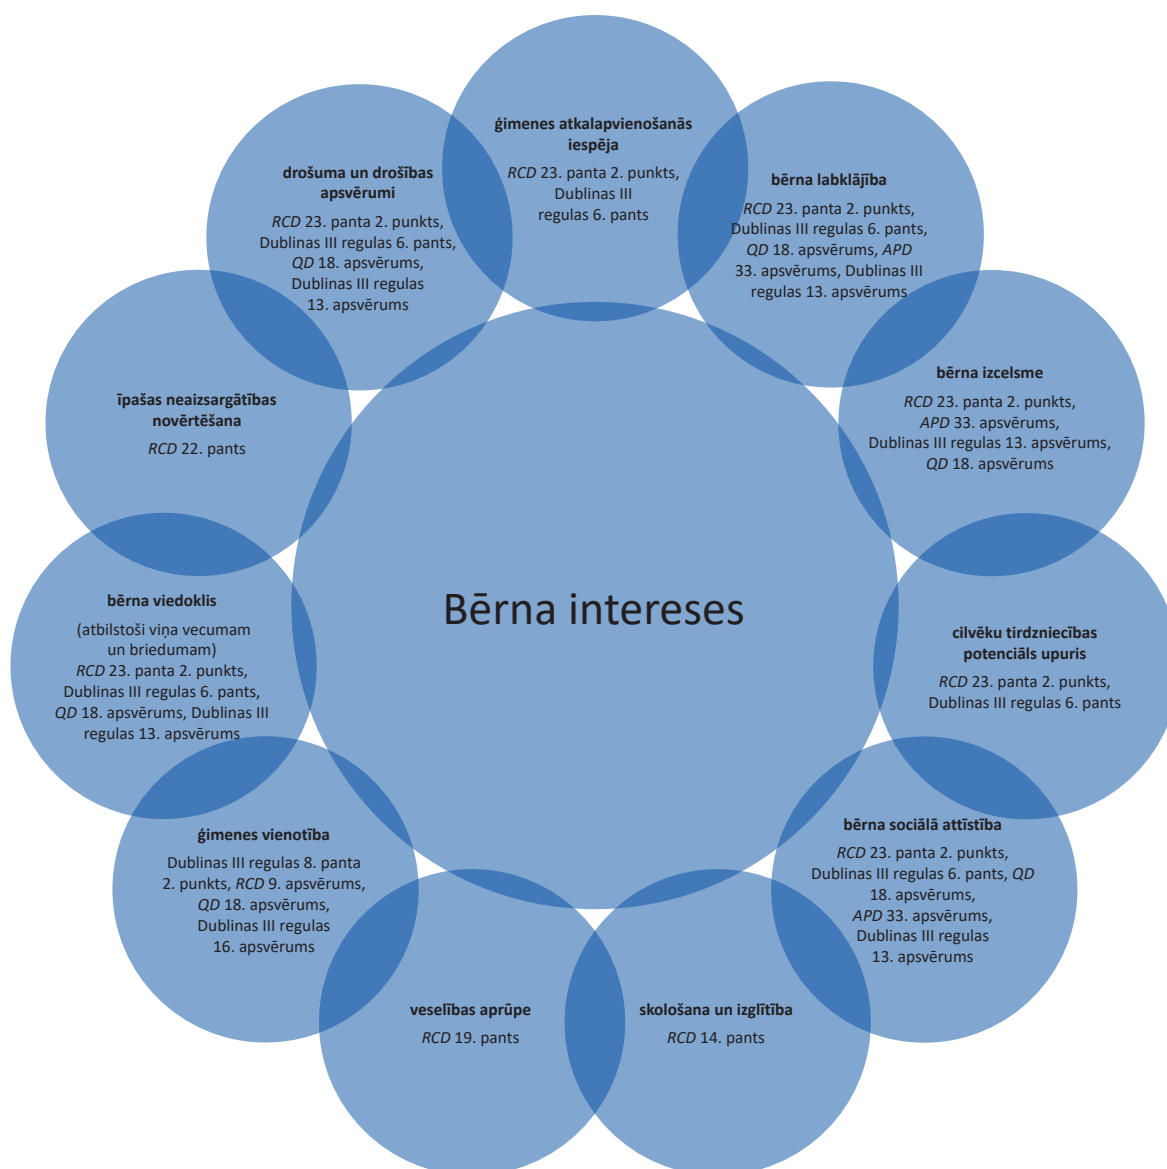 ģimenes atkalapvienošanās
iespēja
RCD 23. panta 2. punkts,
Dublinas III
regulas 6. pants
bērna labklājība
RCD 23. panta 2. punkts,
Dublinas III regulas 6. pants,
QD 18. apsvērums, APD
33. apsvērums, Dublinas III
regulas 13. apsvērums
bērna izcelsme
RCD 23. panta 2. punkts,
APD 33. apsvērums,
Dublinas III regulas 13. apsvērums,
QD 18. apsvērums
cilvēku tirdzniecības
potenciāls upuris
RCD 23. panta 2. punkts,
Dublinas III regulas 6. pants
bērna sociālā attīstība
RCD 23. panta 2. punkts,
Dublinas III regulas 6. pants, QD
18. apsvērums,
APD 33. apsvērums,
Dublinas III regulas
13. apsvērums
skološana un izglītība
RCD 14. pants
veselības aprūpe
RCD 19. pants
ģimenes vienotība
Dublinas III regulas 8. panta
2. punkts, RCD 9. apsvērums,
QD 18. apsvērums,
Dublinas III regulas
16. apsvērums
bērna viedoklis
(atbilstoši viņa vecumam
un briedumam)
RCD 23. panta 2. punkts,
Dublinas III regulas 6. pants,
QD 18. apsvērums, Dublinas III
regulas 13. apsvērums
īpašas neaizsargātības
novērtēšana
RCD 22. pants
drošuma un drošības
apsvērumi
RCD 23. panta 2. punkts,
Dublinas III regulas 6. pants,
QD 18. apsvērums,
Dublinas III regulas
13. apsvērums
Bērna intereses